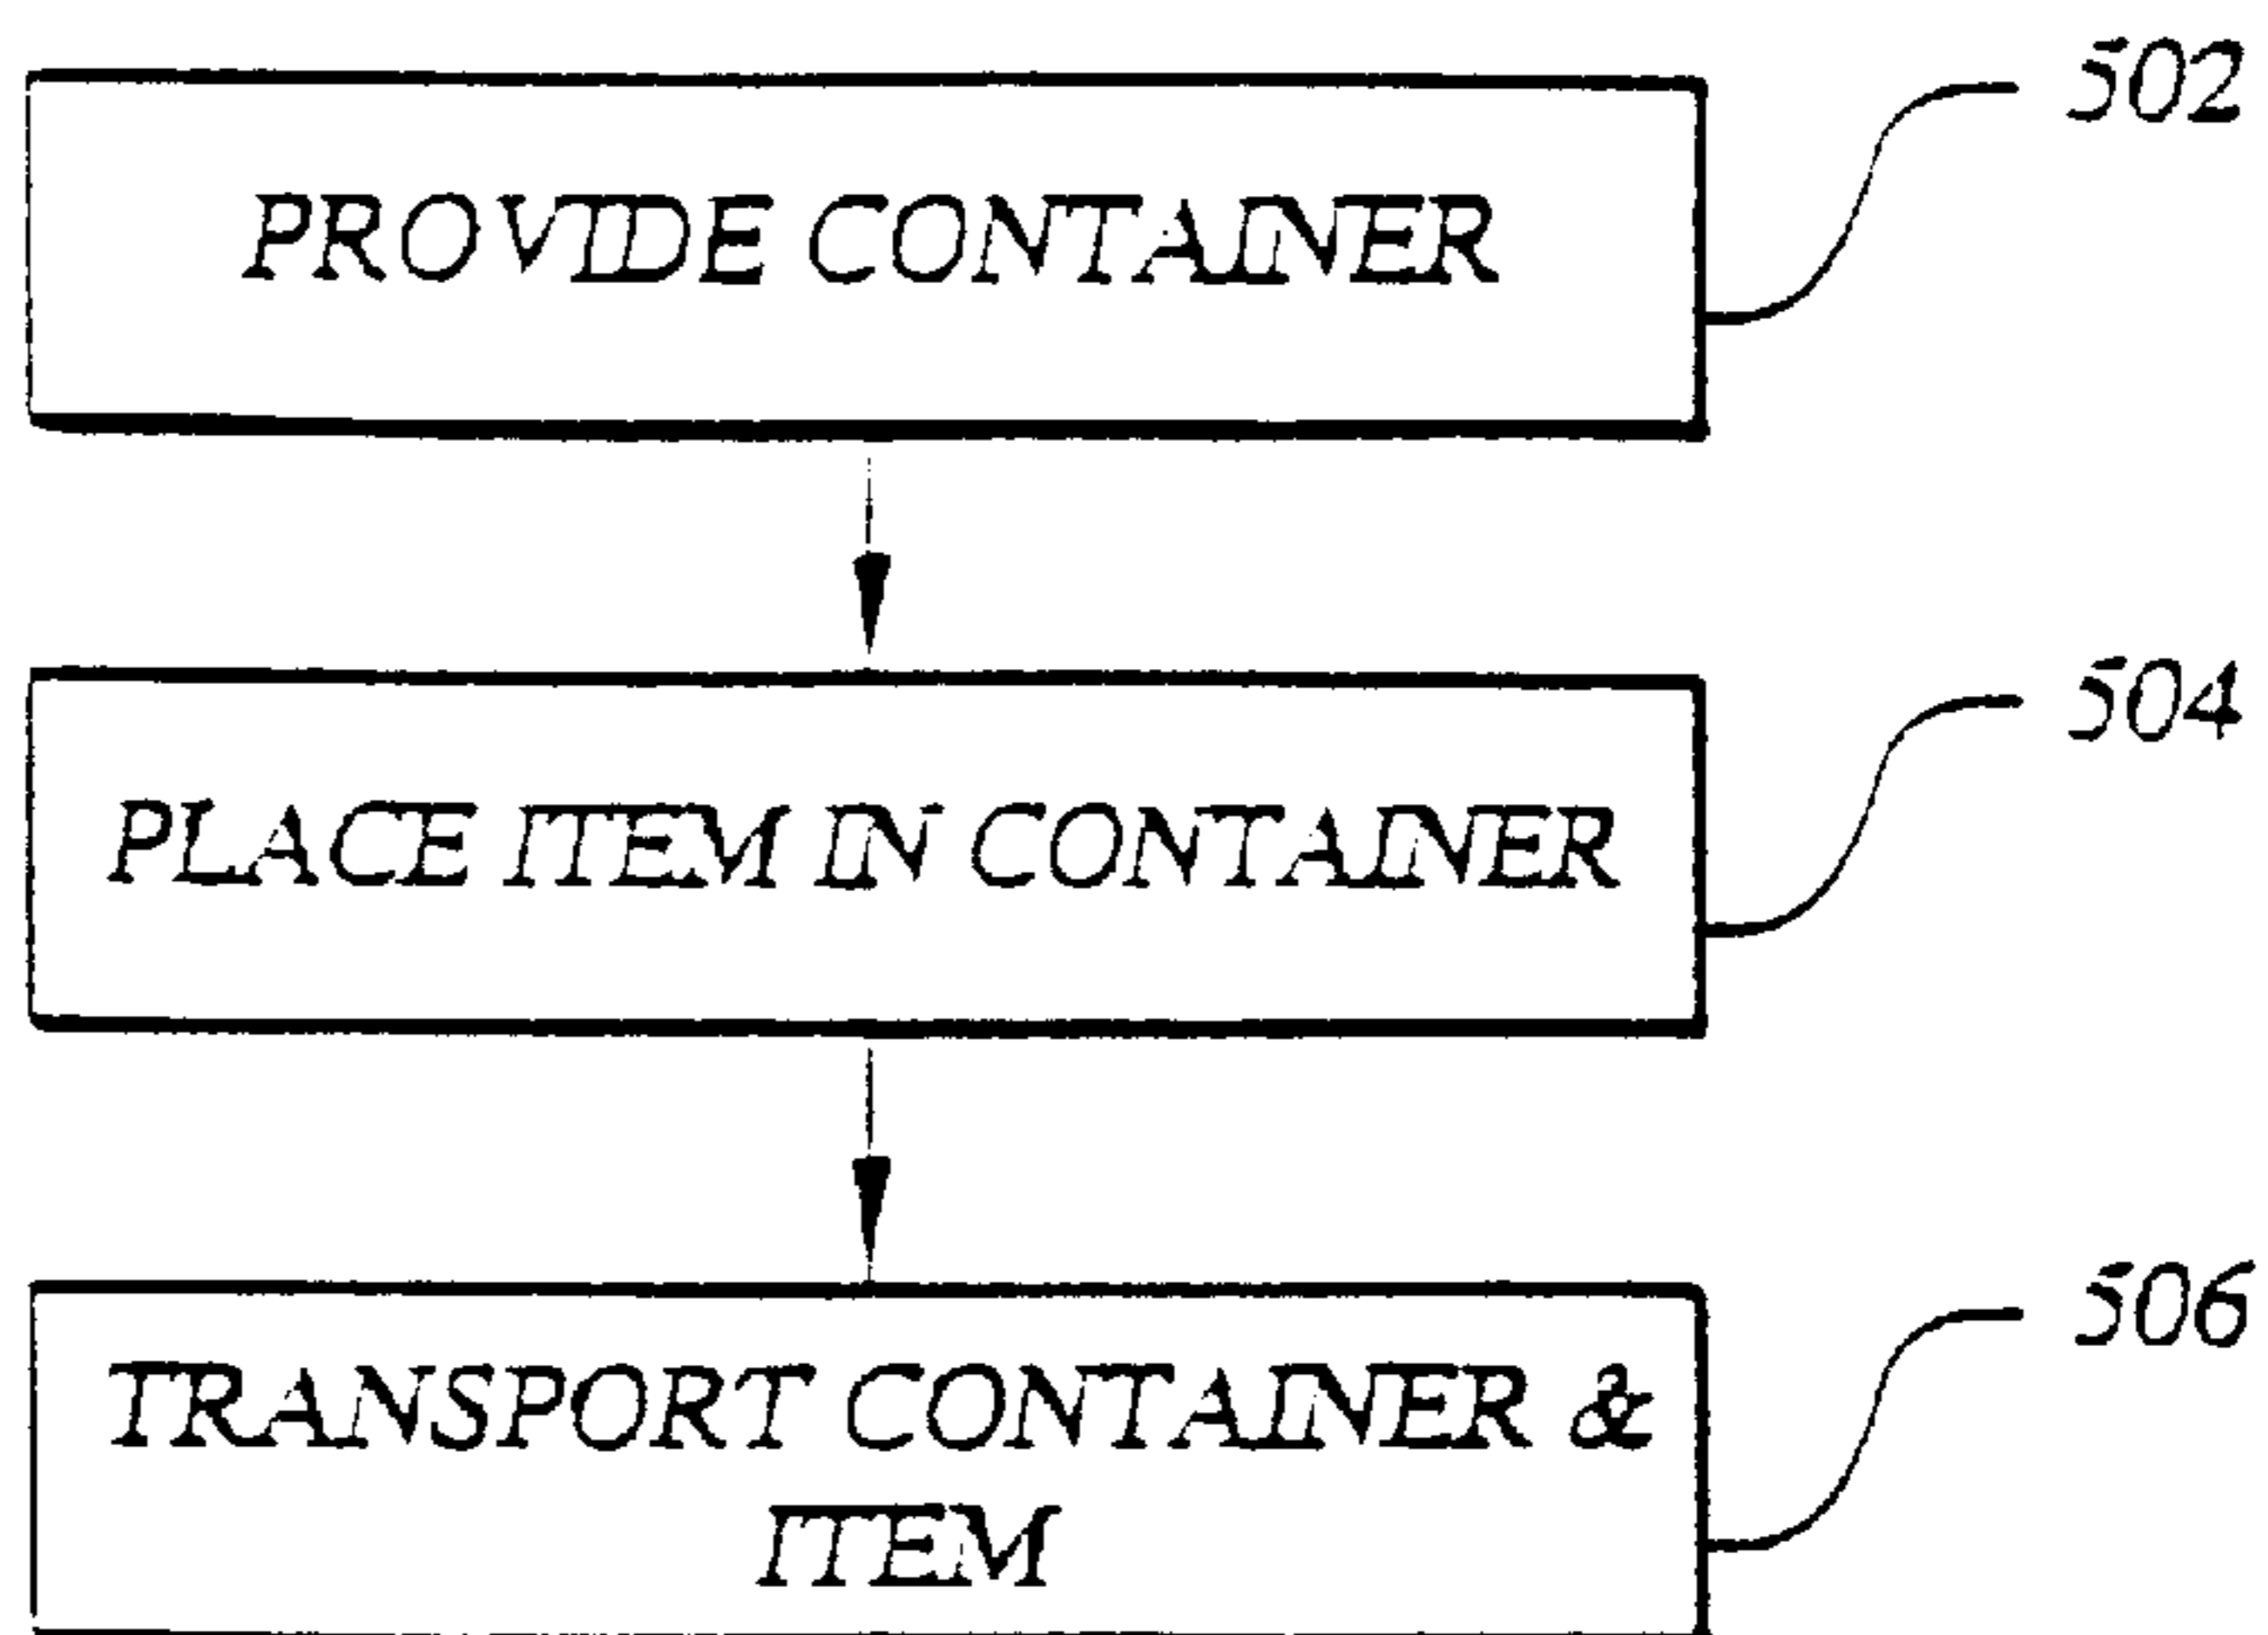 502
PROVIDE CONTAINER
504
PLACE ITEM IN CONTAINER
506
TRANSPORT CONTAINER &
ITEM